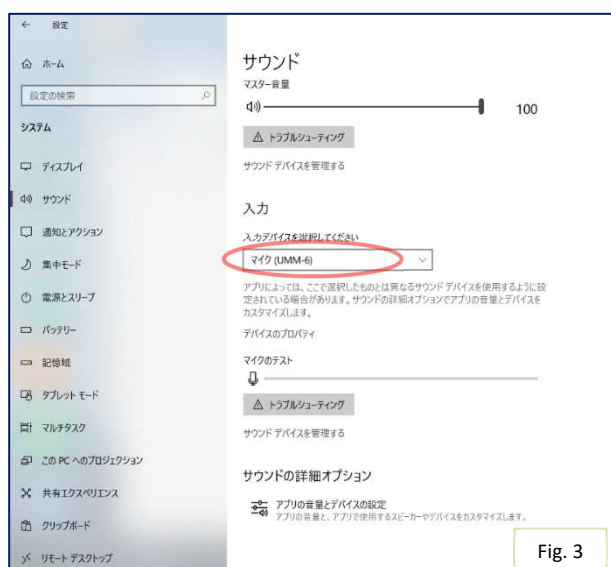 設定
ホーム
設定の検索
システム
ディスプレイ
サウンド
通知とアクション
集中モード
電源とスリープ
バッテリー
記憶域
タブレット モード
マルチタスク
この PC へのプロジェクション
共有エクスペリエンス
クリップボード
リモート デスクトップ
サウンド
マスター音量
100
トラブルシューティング
サウンド デバイスを管理する
入力
入力デバイスを選択してください
マイク (UMM-6)
アプリによっては、ここで選択したものとは異なるサウンド デバイスを使用するように設
定されている場合があります。サウンドの詳細オプションでアプリの音量とデバイスを
カスタマイズします。
デバイスのプロパティ
マイクのテスト
トラブルシューティング
サウンド デバイスを管理する
サウンドの詳細オプション
アプリの音量とデバイスの設定
アプリの音量と、アプリで使用するスピーカーやデバイスをカスタマイズします。
Fig. 3